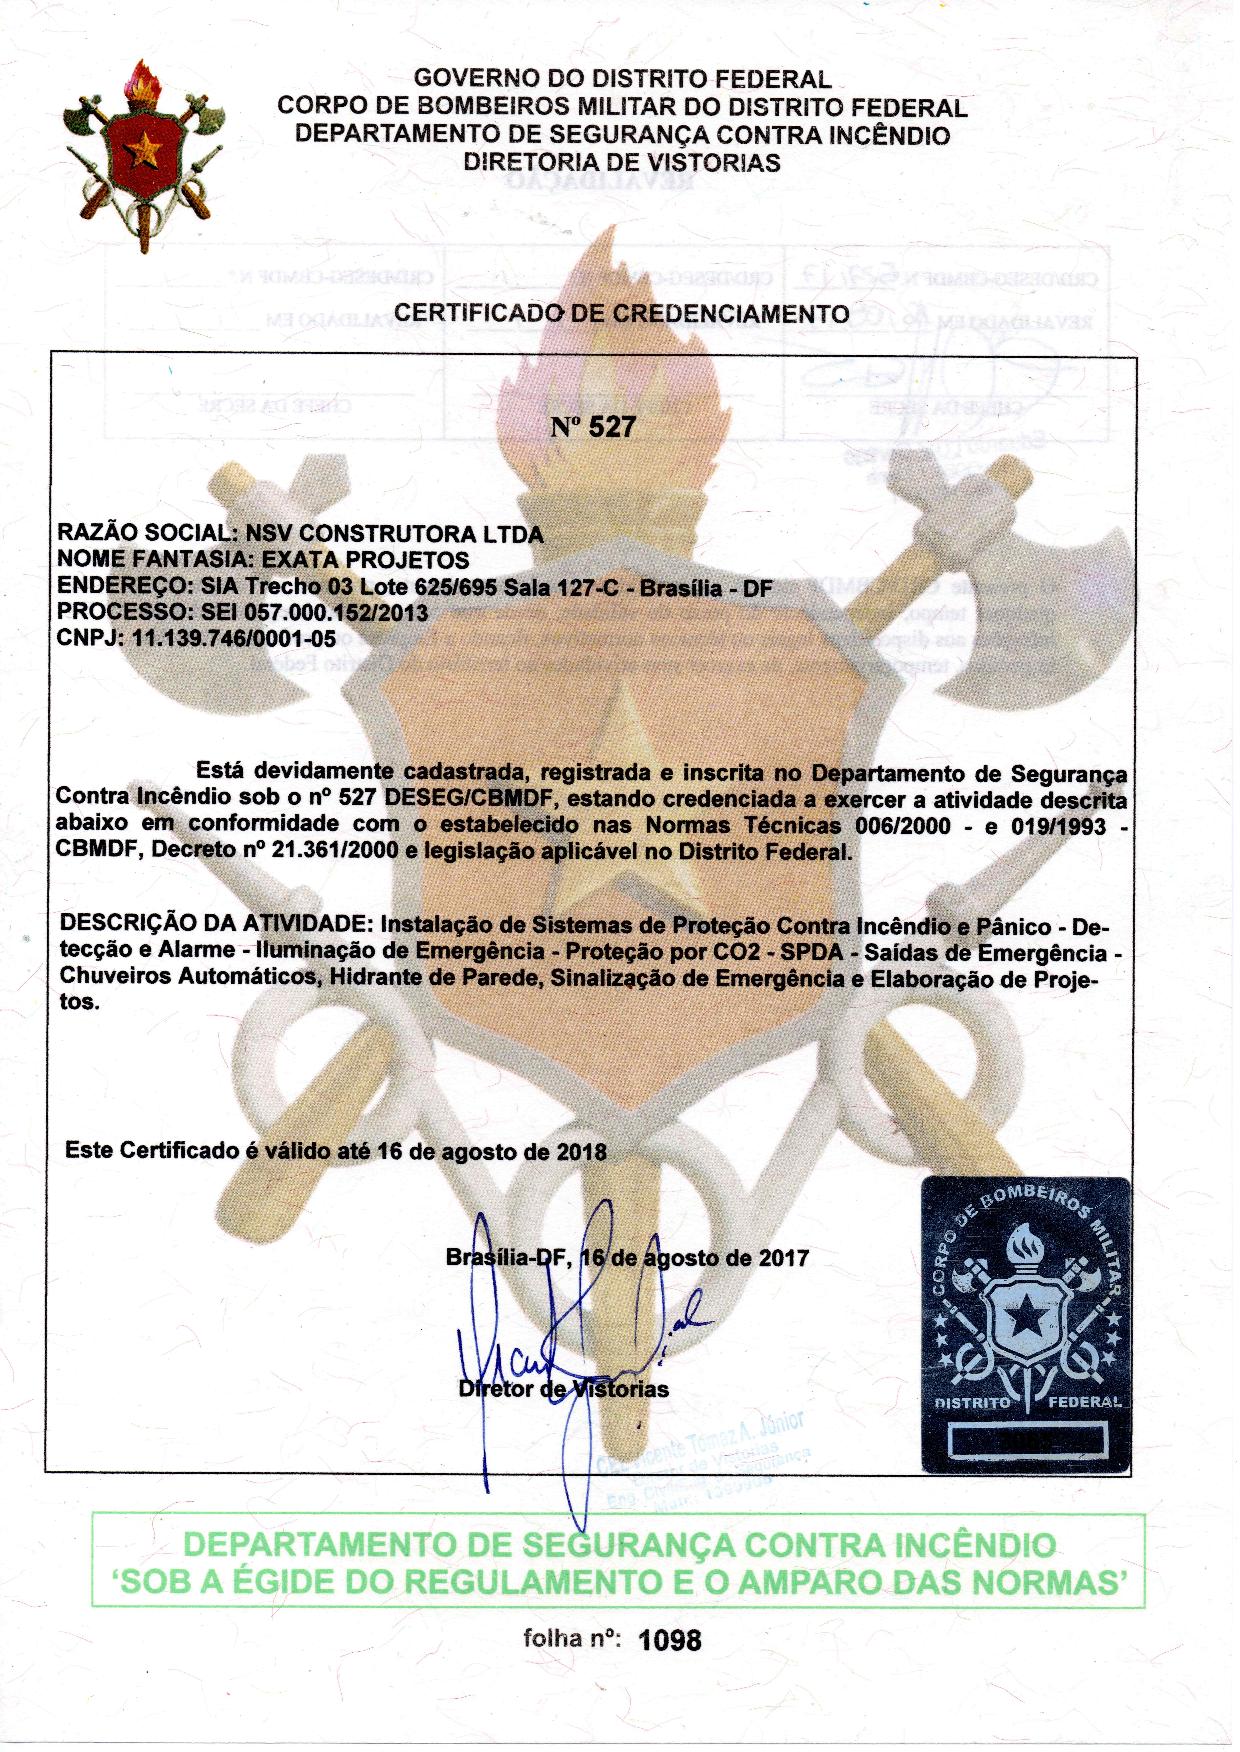 GOVERNO DO DISTRITO FEDERAL
CORPO DE BOMBEIROS MILITAR DO DISTRITO FEDERAL
DEPARTAMENTO DE SEGURANÇA CONTRA INCÊNDIO
DIRETORIA DE VISTORIAS
REVALIDAÇÃO
CERTIFICADO DE CREDENCIAMENTO
Nº 527
RAZÃO SOCIAL: NSV CONSTRUTORA LTDA
NOME FANTASIA: EXATA PROJETOS
ENDEREÇO: SIA Trecho 03 Lote 625/695 Sala 127-C - Brasília - DF
PROCESSO: SEI 057.000.152/2013
CNPJ: 11.139.746/0001-05
Está devidamente cadastrada, registrada e inscrita no Departamento de Segurança
Contra Incêndio sob o nº 527 DESEG/CBMDF, estando credenciada a exercer a atividade descrita
abaixo em conformidade com o estabelecido nas Normas Técnicas 006/2000 - e 019/1993 -
CBMDF, Decreto nº 21.361/2000 e legislação aplicável no Distrito Federal.
DESCRIÇÃO DA ATIVIDADE: Instalação de Sistemas de Proteção Contra Incêndio e Pânico - De-
tecção e Alarme - Iluminação de Emergência - Proteção por CO2 - SPDA - Saídas de Emergência -
Chuveiros Automáticos, Hidrante de Parede, Sinalização de Emergência e Elaboração de Proje-
tos.
Este Certificado é válido até 16 de agosto de 2018
Brasília-DF, 16 de agosto de 2017
Diretor de Vistorias
Vicente Tomaz A. Júnior
Diretor de Vistorias
CORPO DE BOMBEIROS MILITAR
DISTRITO FEDERAL
DEPARTAMENTO DE SEGURANÇA CONTRA INCÊNDIO
‘SOB A ÉGIDE DO REGULAMENTO E O AMPARO DAS NORMAS’
folha nº: 1098